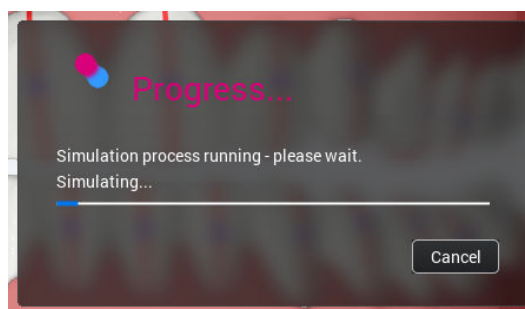 Progress...
Simulation process running - please wait.
Simulating...
Cancel